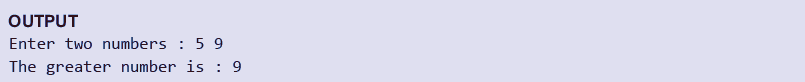 OUTPUT
Enter two numbers : 5 9
The greater number is : 9